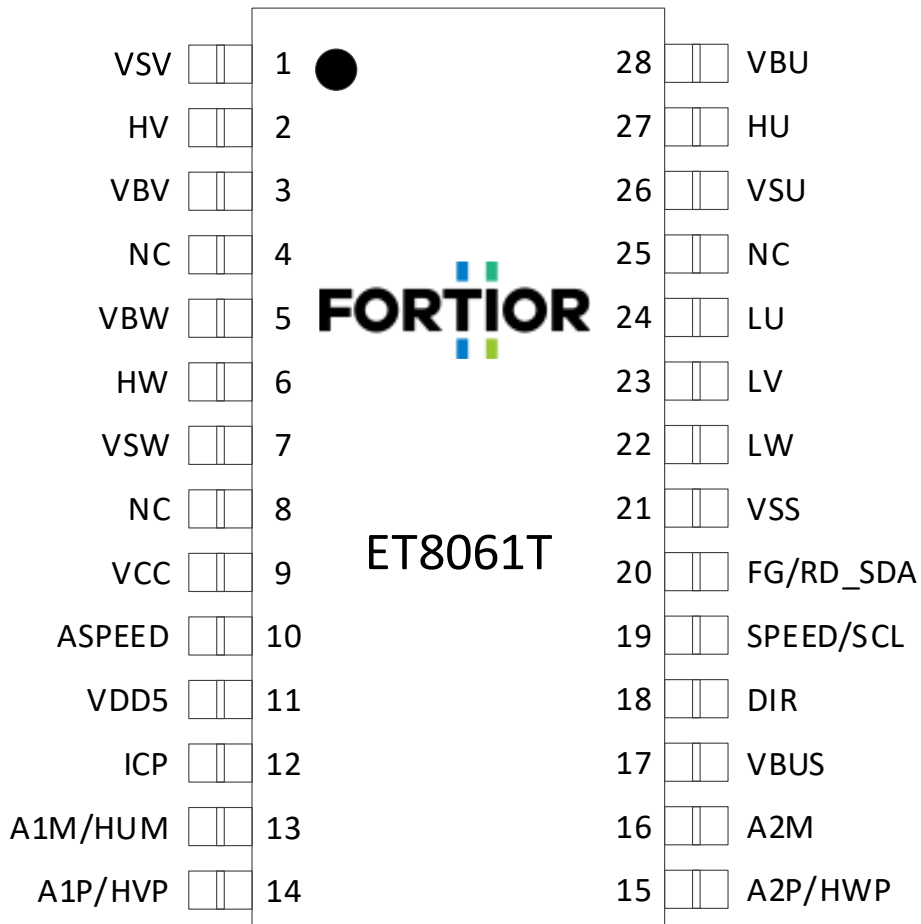 VSV 1 28 VBU
HV 2 27 HU
VBV 3 26 VSU
NC 4 25 NC
FORTIOR
VBW 5 24 LU
HW 6 23 LV
VSW 7 22 LW
NC 8 21 VSS
ET8061T
VCC 9 20 FG/RD_SDA
ASPEED 10 19 SPEED/SCL
VDD5 11 18 DIR
ICP 12 17 VBUS
A1M/HUM 13 16 A2M
A1P/HVP 14 15 A2P/HWP